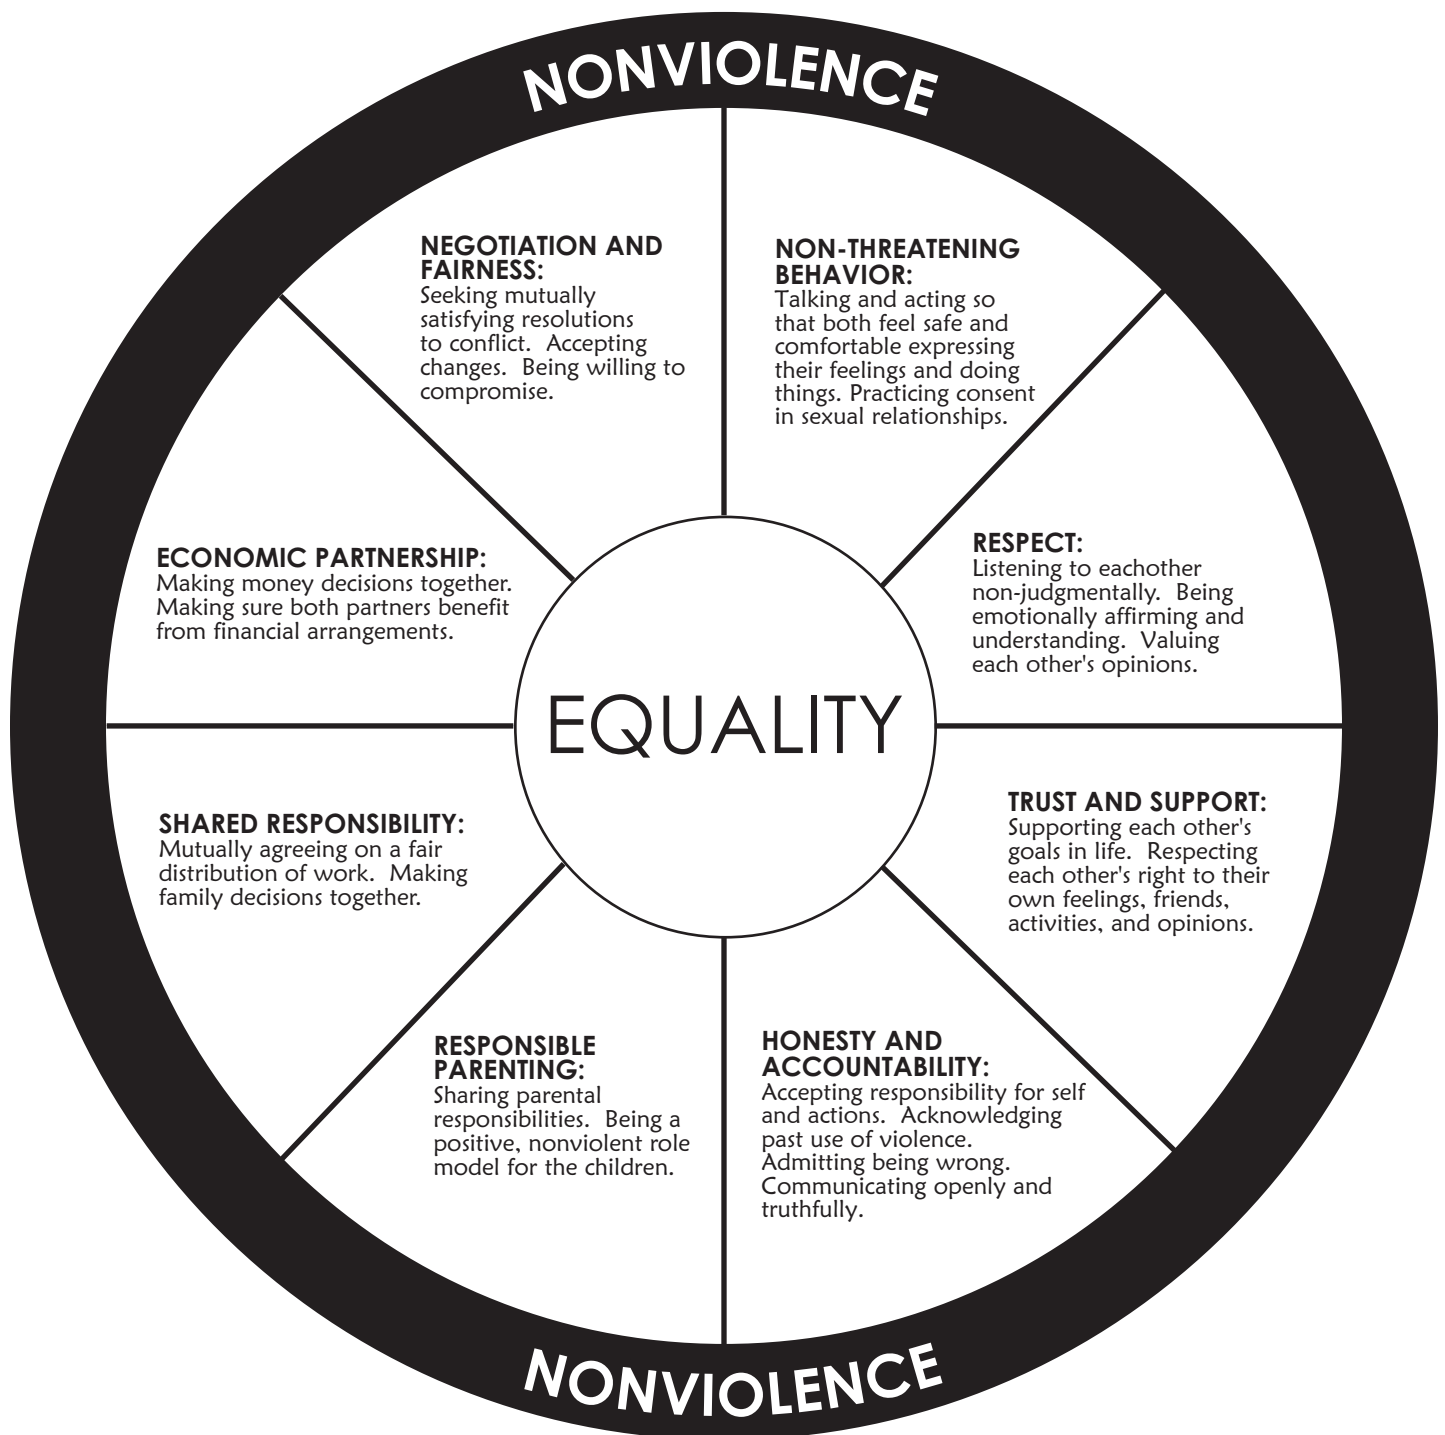 NONVIOLENCE
NEGOTIATION AND
FAIRNESS:
Seeking mutually
satisfying resolutions
to conflict.  Accepting
changes.  Being willing to
compromise.
NON-THREATENING
BEHAVIOR:
Talking and acting so
that both feel safe and
comfortable expressing
their feelings and doing
things. Practicing consent
in sexual relationships.
ECONOMIC PARTNERSHIP:
Making money decisions together.
Making sure both partners benefit
from financial arrangements.
RESPECT:
Listening to eachother
non-judgmentally.  Being
emotionally affirming and
understanding.  Valuing
each other's opinions.
EQUALITY
SHARED RESPONSIBILITY:
Mutually agreeing on a fair
distribution of work.  Making
family decisions together.
TRUST AND SUPPORT:
Supporting each other's
goals in life.  Respecting
each other's right to their
own feelings, friends,
activities, and opinions.
RESPONSIBLE
PARENTING:
Sharing parental
responsibilities.  Being a
positive, nonviolent role
model for the children.
HONESTY AND
ACCOUNTABILITY:
Accepting responsibility for self
and actions.  Acknowledging
past use of violence.
Admitting being wrong.
Communicating openly and
truthfully.
NONVIOLENCE